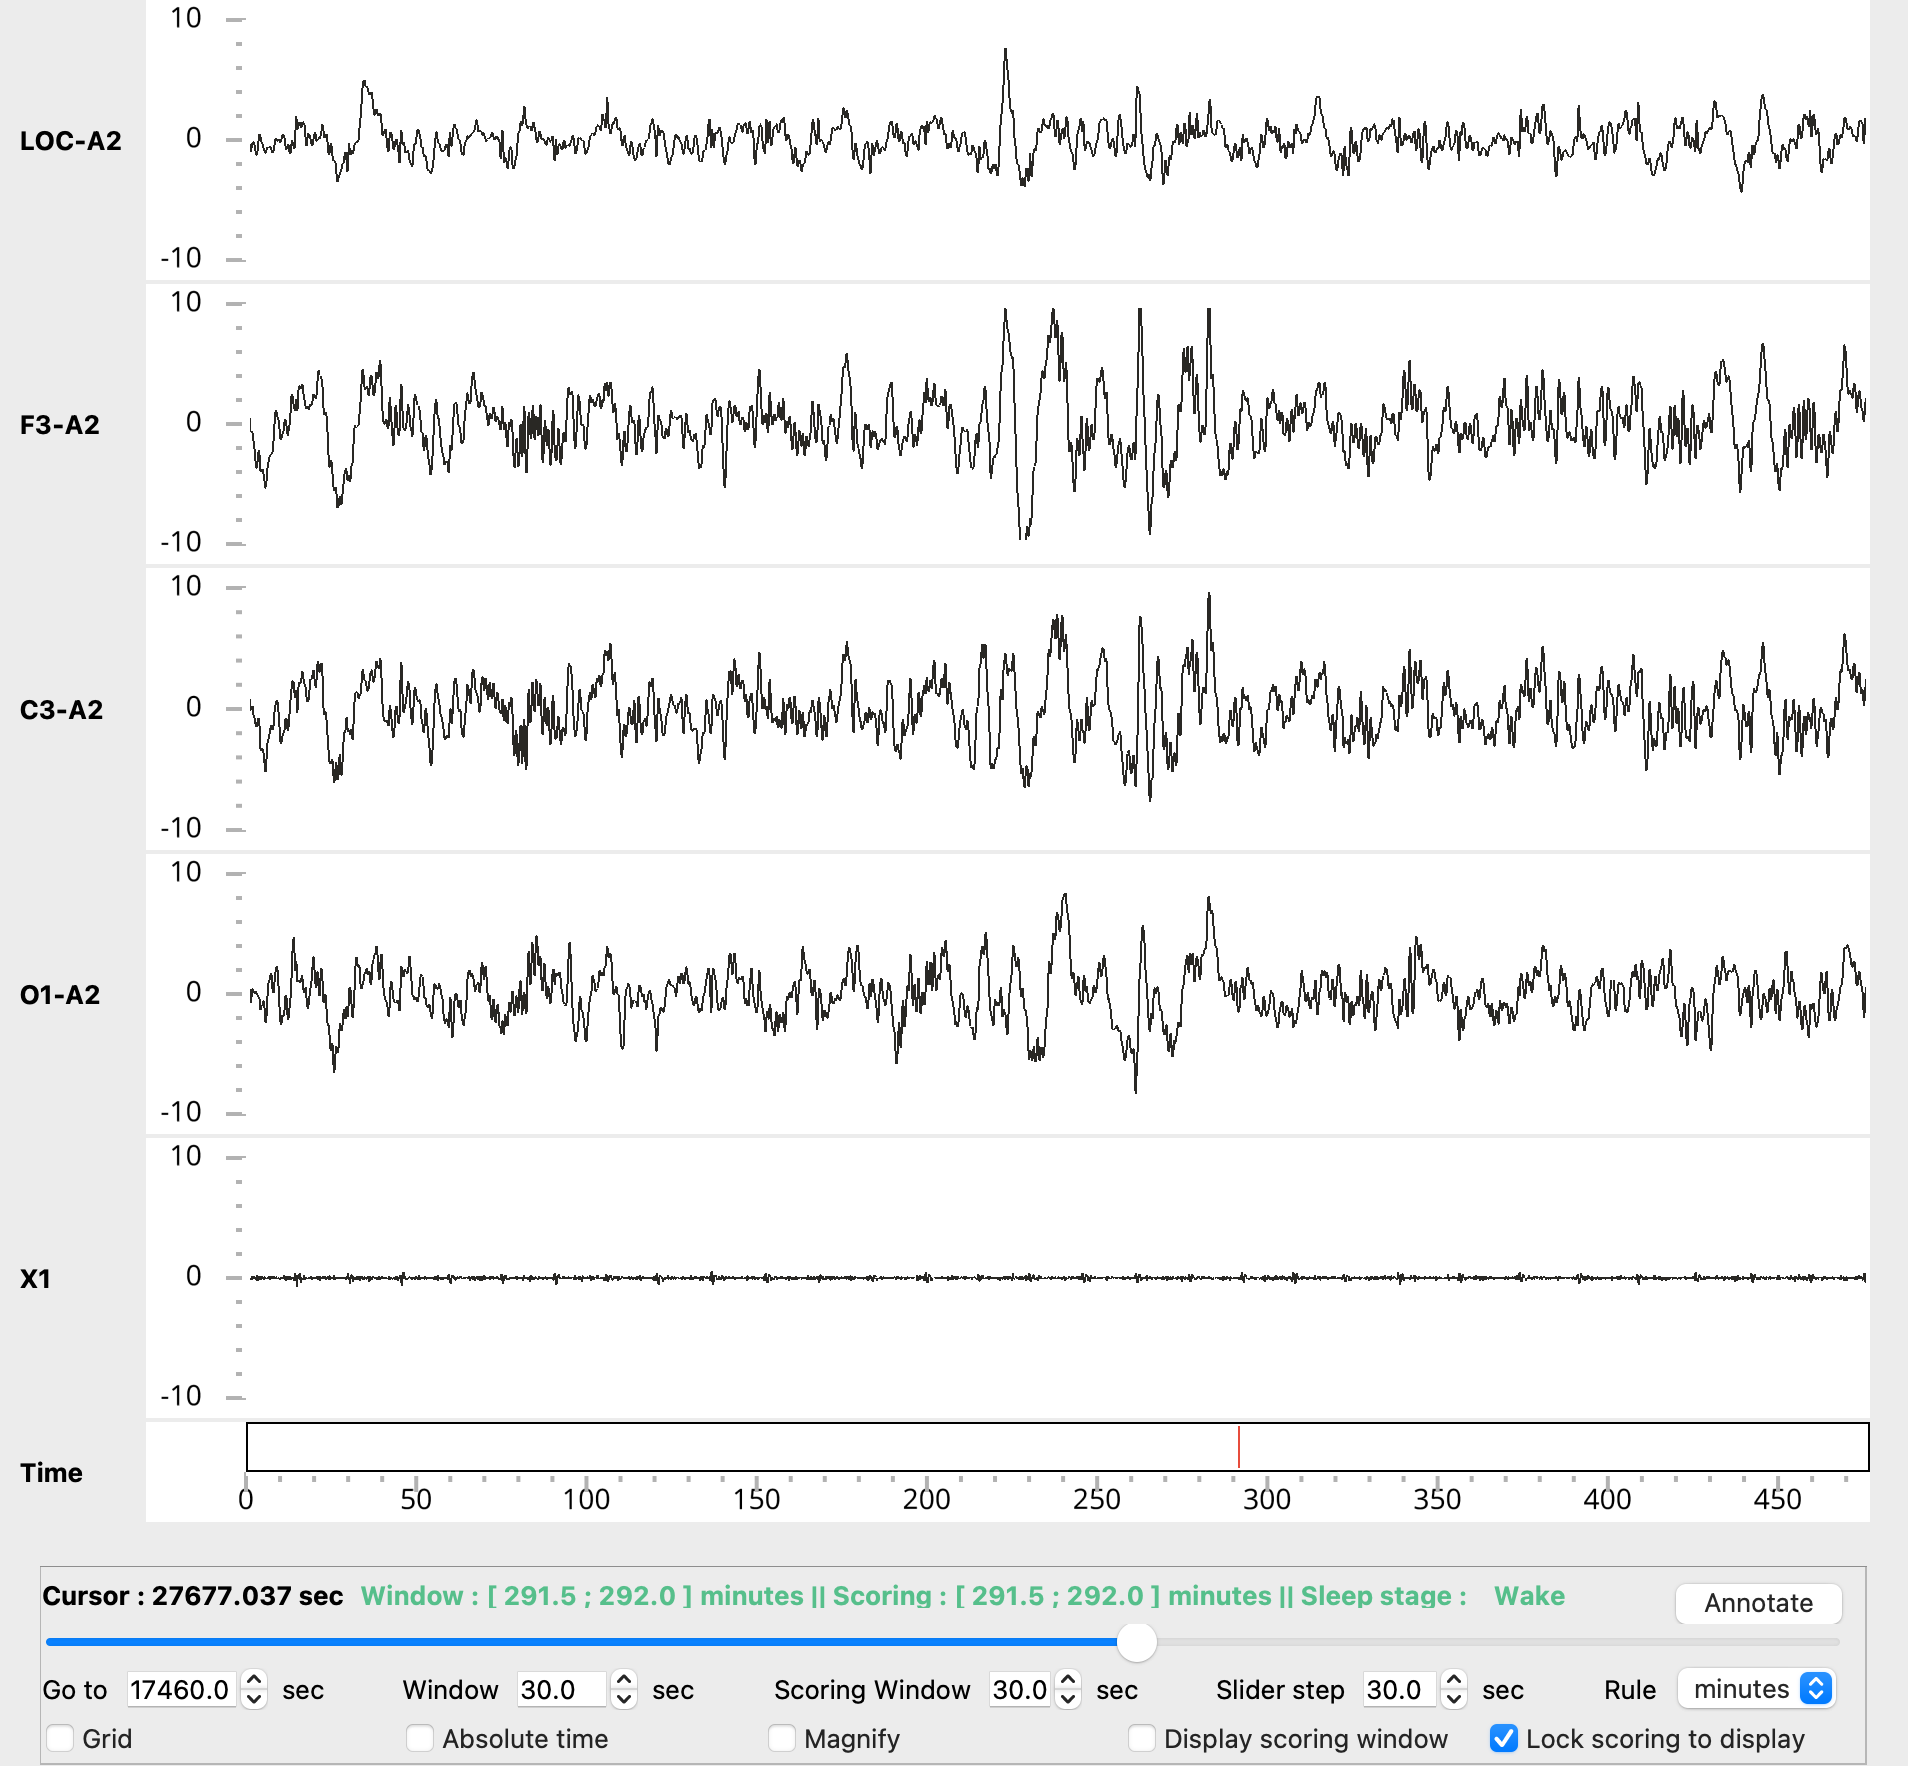 10
LOC-A2
0
-10
10
F3-A2
0
-10
10
C3-A2
0
-10
10
O1-A2
0
-10
10
X1
0
-10
Time
0 50 100 150 200 250 300 350 400 450
Cursor : 27677.037 sec Window : [ 291.5 ; 292.0 ] minutes || Scoring : [ 291.5 ; 292.0 ] minutes || Sleep stage : Wake Annotate
Go to 17460.0 sec Window 30.0 sec Scoring Window 30.0 sec Slider step 30.0 sec Rule minutes
Grid Absolute time Magnify Display scoring window Lock scoring to display